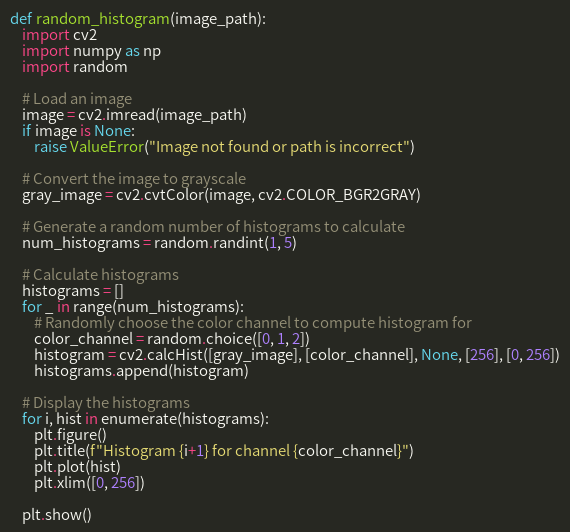 def random_histogram(image_path):
    import cv2
    import numpy as np
    import random

    # Load an image
    image = cv2.imread(image_path)
    if image is None:
        raise ValueError("Image not found or path is incorrect")

    # Convert the image to grayscale
    gray_image = cv2.cvtColor(image, cv2.COLOR_BGR2GRAY)

    # Generate a random number of histograms to calculate
    num_histograms = random.randint(1, 5)

    # Calculate histograms
    histograms = []
    for _ in range(num_histograms):
        # Randomly choose the color channel to compute histogram for
        color_channel = random.choice([0, 1, 2])
        histogram = cv2.calcHist([gray_image], [color_channel], None, [256], [0, 256])
        histograms.append(histogram)

    # Display the histograms
    for i, hist in enumerate(histograms):
        plt.figure()
        plt.title(f"Histogram {i+1} for channel {color_channel}")
        plt.plot(hist)
        plt.xlim([0, 256])

    plt.show()